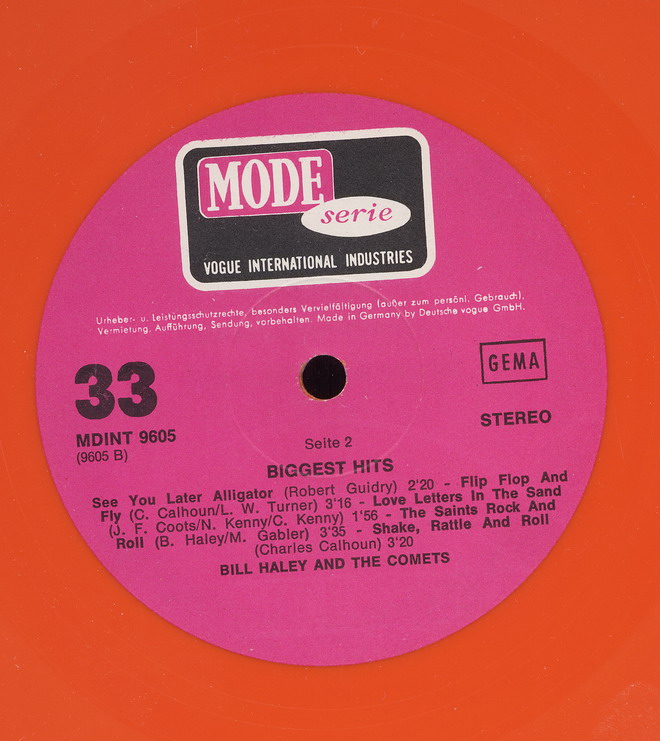 MODE
serie
VOGUE INTERNATIONAL INDUSTRIES
Urheber- u. Leistungsschutzrechte, besonders Vervielfältigung (außer zum persönl. Gebrauch),
Vermietung, Aufführung, Sendung, vorbehalten. Made in Germany by Deutsche vogue GmbH.
33
GEMA
MDINT 9605
(9605 B)
STEREO
Seite 2
BIGGEST HITS
See You Later Alligator (Robert Guidry) 2'20 - Flip Flop And
Fly (C. Calhoun/L. W. Turner) 3'16 - Love Letters In The Sand
(J. F. Coots/N. Kenny/C. Kenny) 1'56 - The Saints Rock And
Roll (B. Haley/M. Gabler) 3'35 - Shake, Rattle And Roll
(Charles Calhoun) 3'20
BILL HALEY AND THE COMETS